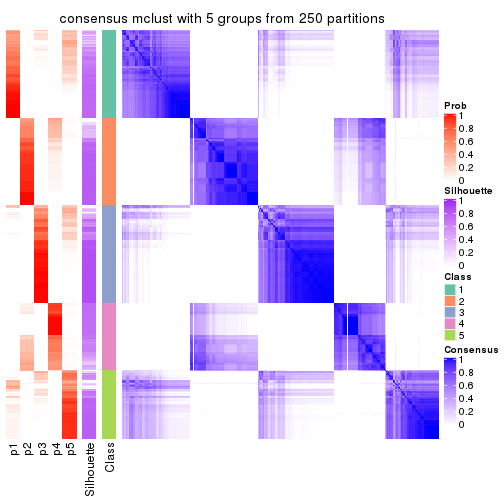 consensus mclust with 5 groups from 250 partitions
Prob
1
0.8
0.6
0.4
0.2
0
Silhouette
1
0.8
0.6
0.4
0.2
0
Class
1
2
3
4
5
Consensus
1
0.8
0.6
0.4
0.2
0
p1
p2
p3
p4
p5
Silhouette
Class